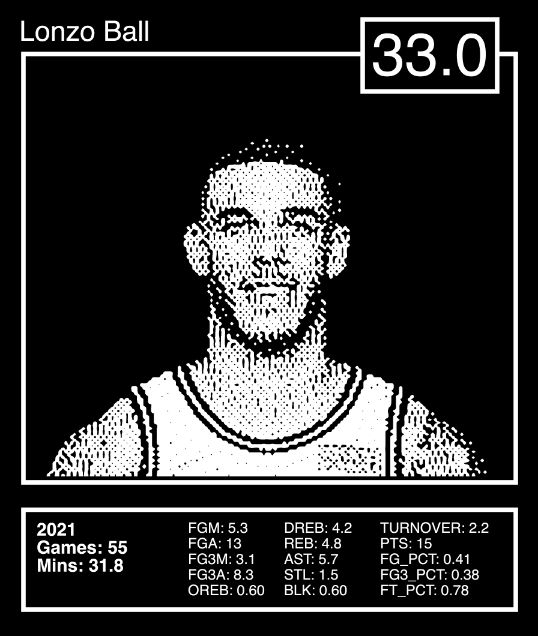 Lonzo Ball
33.0
2021
Games: 55
Mins: 31.8
FGM: 5.3
FGA: 13
FG3M: 3.1
FG3A: 8.3
OREB: 0.60
DREB: 4.2
REB: 4.8
AST: 5.7
STL: 1.5
BLK: 0.60
TURNOVER: 2.2
PTS: 15
FG_PCT: 0.41
FG3_PCT: 0.38
FT_PCT: 0.78